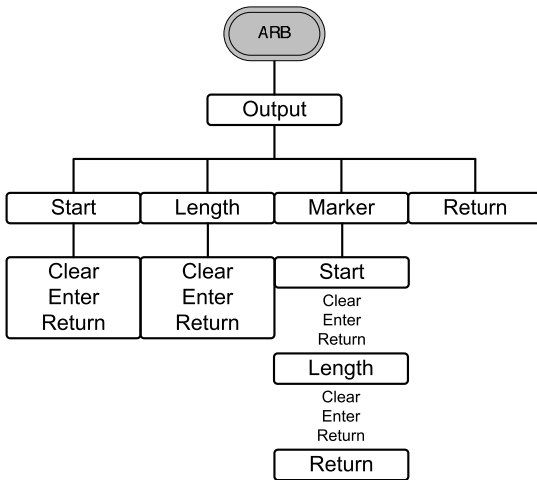 ARB
Output
Start Length Marker Return
Clear
Enter
Return
Clear
Enter
Return
Start
Clear
Enter
Return
Length
Clear
Enter
Return
Return